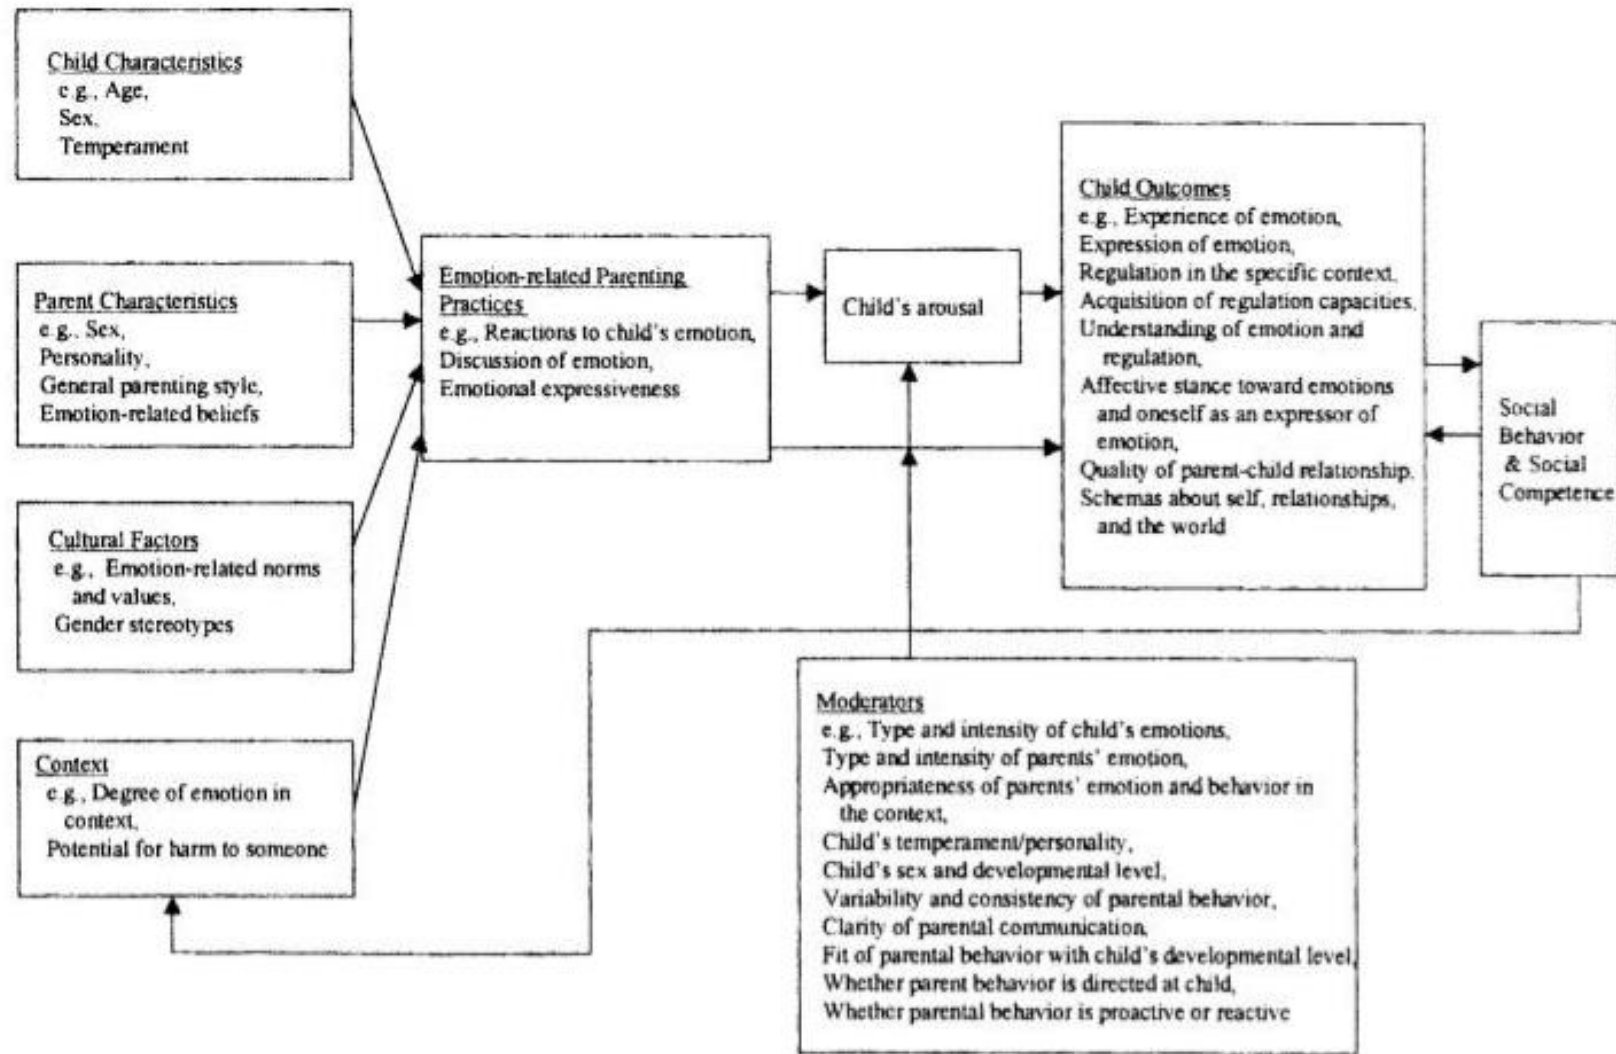 Child Characteristics
e.g., Age,
Sex,
Temperament
Parent Characteristics
e.g., Sex,
Personality,
General parenting style,
Emotion-related beliefs
Cultural Factors
e.g., Emotion-related norms
and values,
Gender stereotypes
Context
e.g., Degree of emotion in
context,
Potential for harm to someone
Emotion-related Parenting
Practices
e.g., Reactions to child's emotion,
Discussion of emotion,
Emotional expressiveness
Child's arousal
Child Outcomes
e.g., Experience of emotion,
Expression of emotion,
Regulation in the specific context,
Acquisition of regulation capacities,
Understanding of emotion and
regulation,
Affective stance toward emotions
and oneself as an expressor of
emotion,
Quality of parent-child relationship.
Schemas about self, relationships,
and the world
Social
Behavior
& Social
Competence
Moderators
e.g., Type and intensity of child's emotions,
Type and intensity of parents' emotion,
Appropriateness of parents' emotion and behavior in
the context,
Child's temperament/personality,
Child's sex and developmental level,
Variability and consistency of parental behavior,
Clarity of parental communication,
Fit of parental behavior with child's developmental level,
Whether parent behavior is directed at child,
Whether parental behavior is proactive or reactive